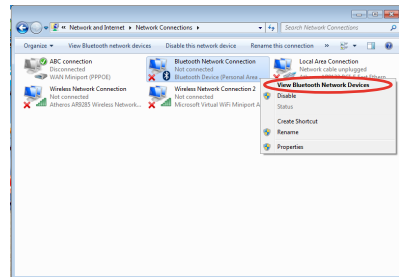 « Network and Internet ▸ Network Connections ▸
Search Network Connections
Organize
View Bluetooth network devices
Disable this network device
Rename this connection
»
ABC connection
Disconnected
WAN Miniport (PPPOE)
Bluetooth Network Connection
Not connected
Bluetooth Device (Personal Area
Local Area Connection
Network cable unplugged
Wireless Network Connection
Not connected
Atheros AR9285 Wireless Network...
Wireless Network Connection 2
Not connected
Microsoft Virtual WiFi Miniport A
View Bluetooth Network Devices
Disable
Status
Create Shortcut
Rename
Properties